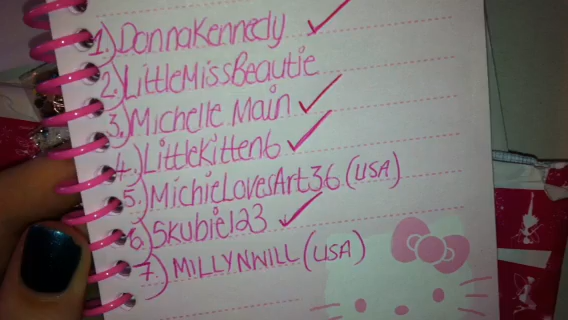 1.) DonnaKennedy ✓
2.) LittleMissBeautie
3.) Michelle Main ✓
4.) LittleKitten6 ✓
5.) MichieLovesArt36 (USA)
6.) Skubie123 ✓
7.) MILLYNWILL (USA)